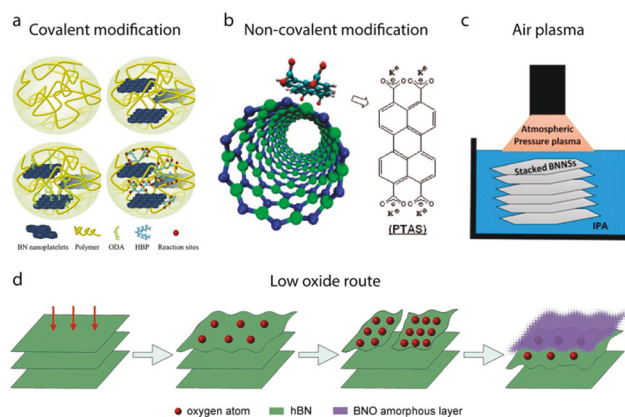 a
Covalent modification
BN nanoplatelets
Polymer
ODA
HBP
Reaction sites
b
Non-covalent modification
(PTAS)
c
Air plasma
Atmospheric
Pressure plasma
Stacked BNNSs
IPA
d
Low oxide route
oxygen atom
hBN
BNO amorphous layer